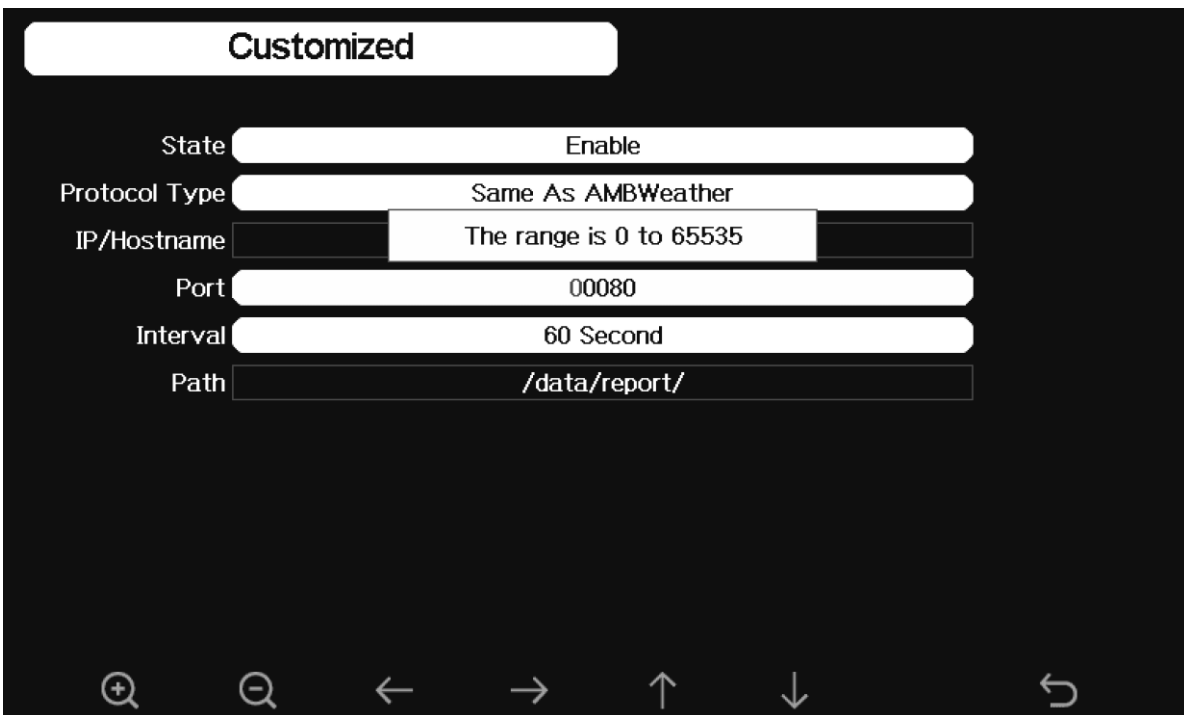 Customized
State Enable
Protocol Type Same As AMBWeather
The range is 0 to 65535
IP/Hostname
Port 00080
Interval 60 Second
Path /data/report/